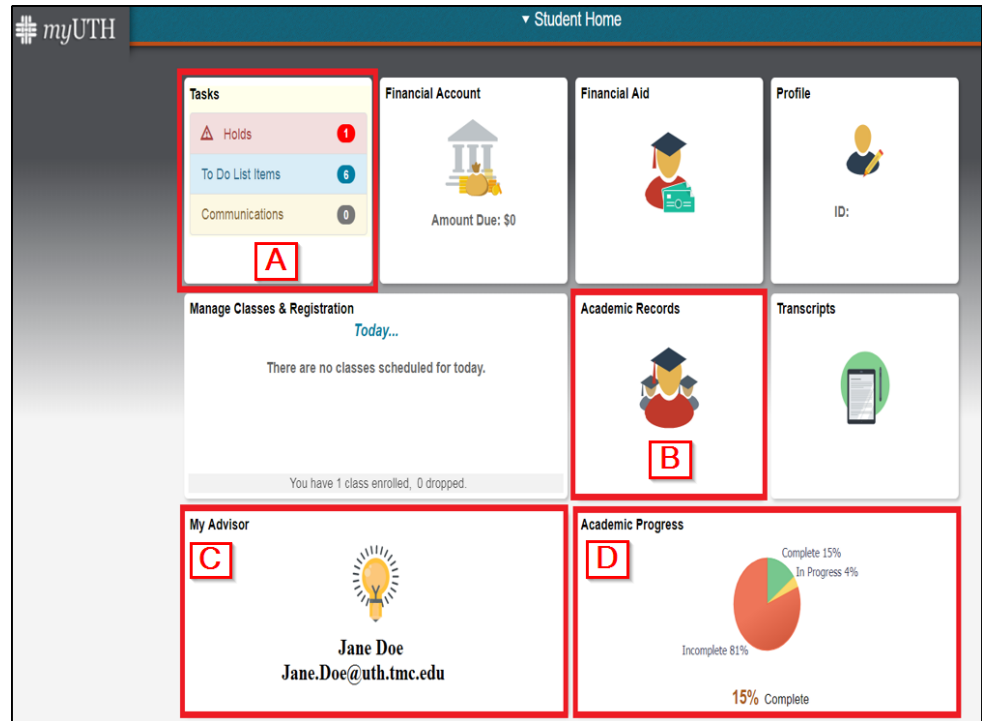 myUTH
▾ Student Home
Tasks
Holds 1
To Do List Items 6
Communications 0
A
Financial Account
Amount Due: $0
Financial Aid
Profile
ID:
Manage Classes & Registration
Today...
There are no classes scheduled for today.
You have 1 class enrolled, 0 dropped.
Academic Records
B
Transcripts
My Advisor
C
Jane Doe
Jane.Doe@uth.tmc.edu
Academic Progress
D
Complete 15%
In Progress 4%
Incomplete 81%
15% Complete